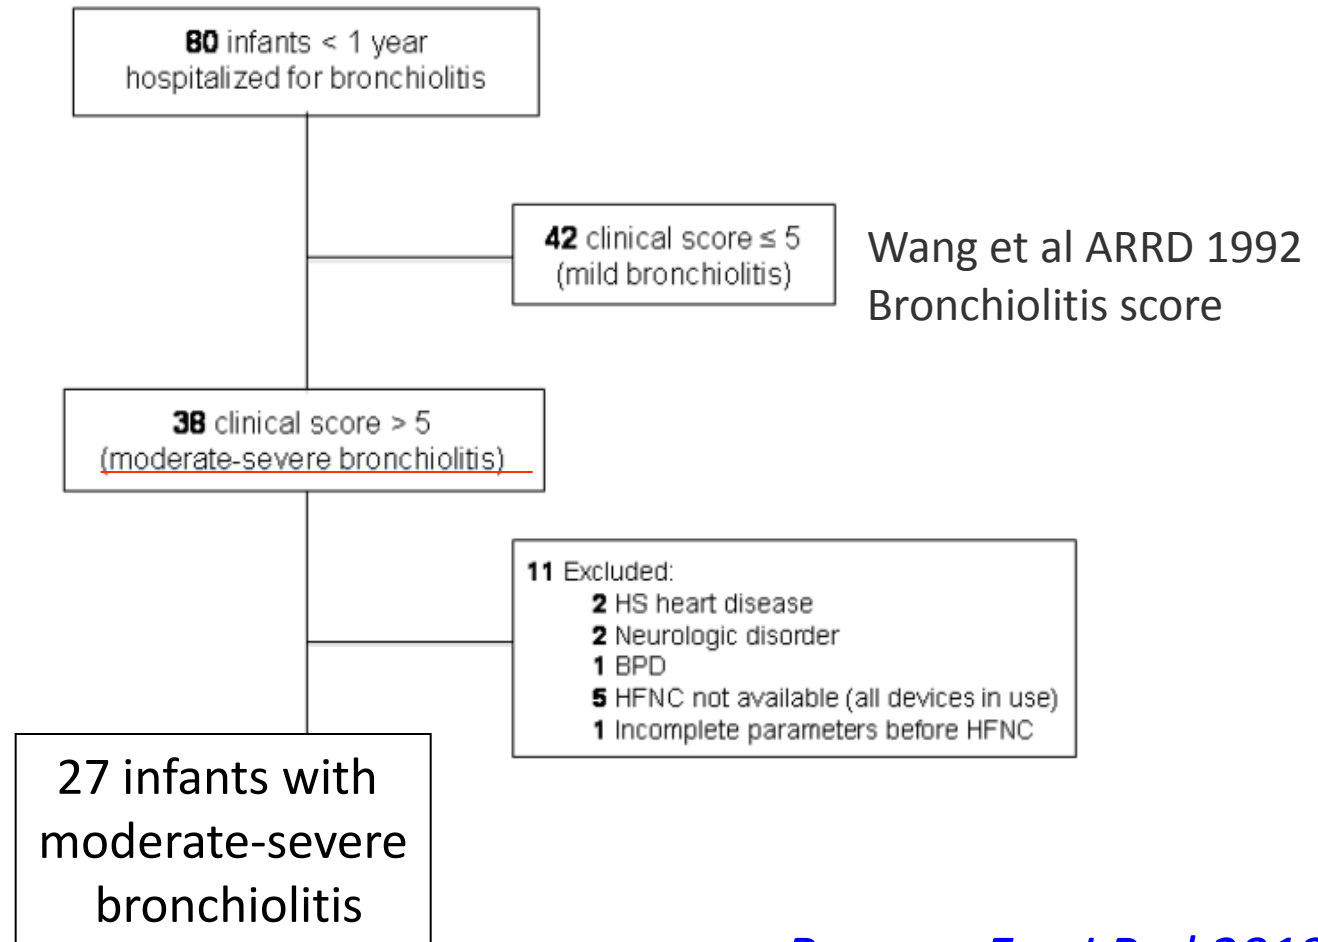 80 infants < 1 year
hospitalized for bronchiolitis
42 clinical score ≤ 5
(mild bronchiolitis)
Wang et al ARRD 1992
Bronchiolitis score
38 clinical score > 5
(moderate-severe bronchiolitis)
11 Excluded:
2 HS heart disease
2 Neurologic disorder
1 BPD
5 HFNC not available (all devices in use)
1 Incomplete parameters before HFNC
27 infants with
moderate-severe
bronchiolitis